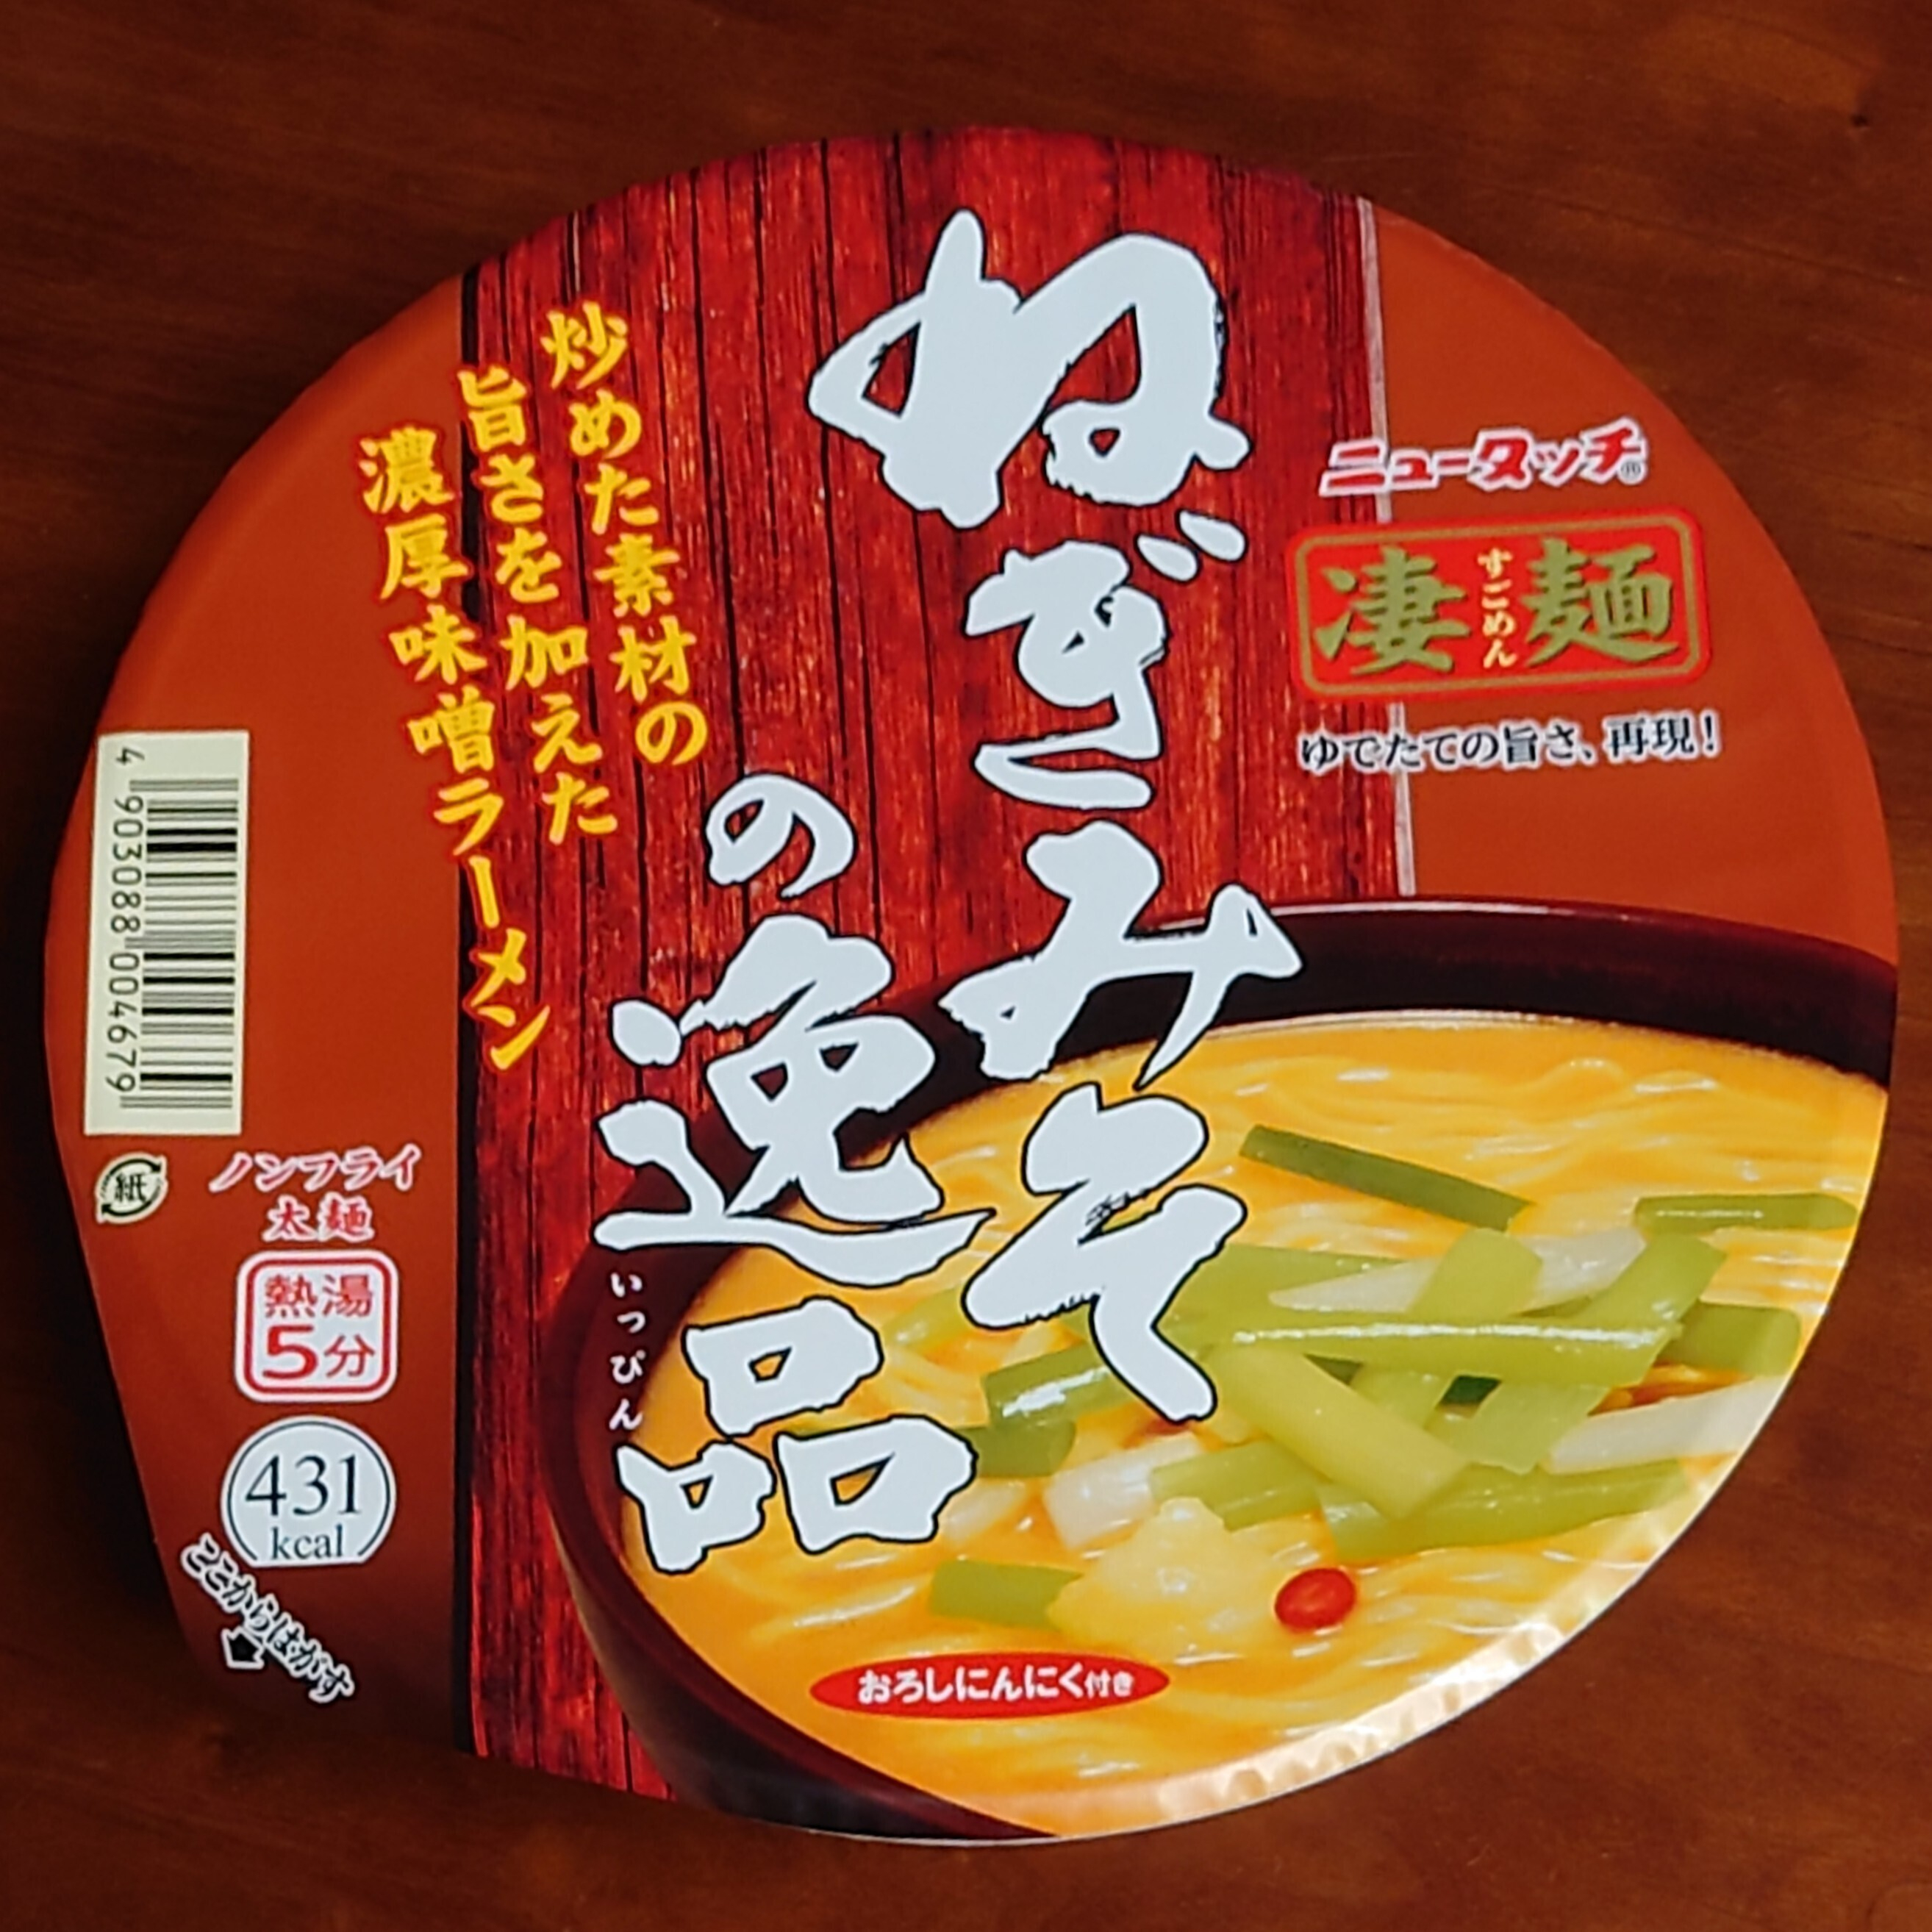 ねぎみそ
の逸品
いっぴん
ニュータッチ®
凄麺
すごめん
ゆでたての旨さ、再現!
炒めた素材の
旨さを加えた
濃厚味噌ラーメン
4 903088 004679
紙
ノンフライ
太麺
熱湯
5分
431
kcal
ここからはがす
おろしにんにく付き